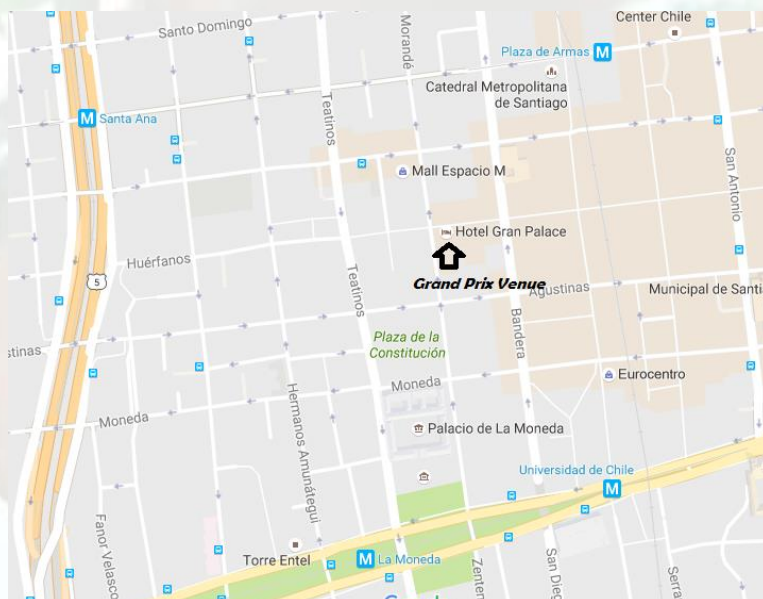 Santo Domingo
Morandé
Center Chile
Plaza de Armas M
Catedral Metropolitana
de Santiago
Teatinos
M Santa Ana
San Antonio
Mall Espacio M
Hotel Gran Palace
Huérfanos
Teatinos
5
Grand Prix Venue
Agustinas
Municipal de Santi
stinas
Bandera
Plaza de la
Constitución
Moneda
Eurocentro
Hermanos Amunátegui
Moneda
Palacio de La Moneda
Universidad de Chile
M
Fanor Velasco
Torre Entel
M La Moneda
Zenten
San Dieg
Serra